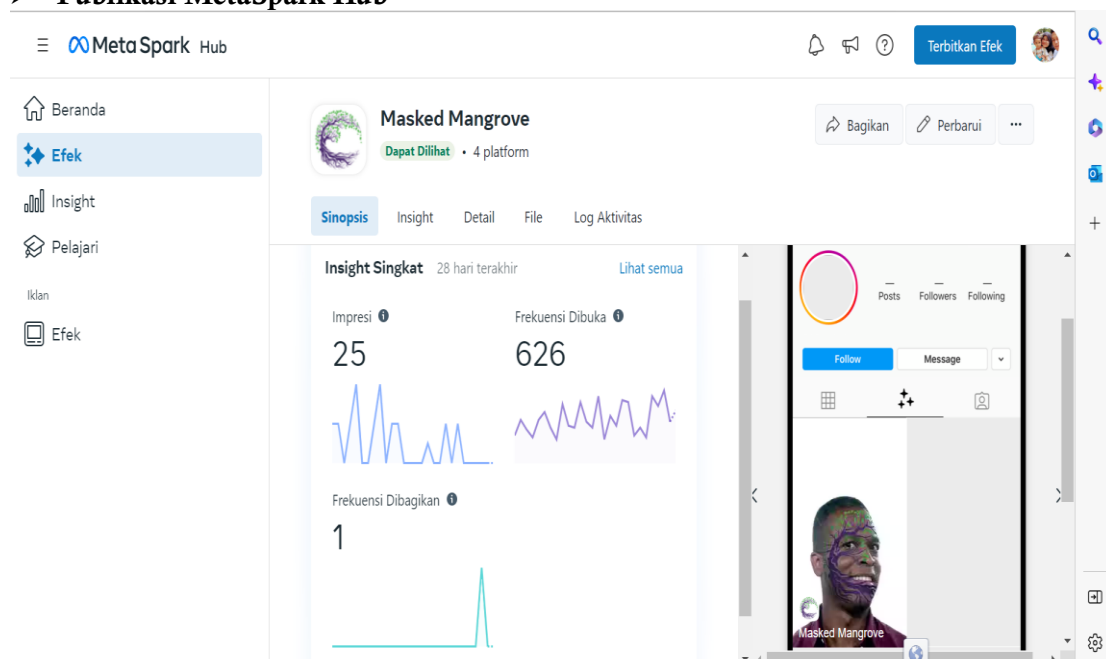 Publikasi MetaSpark Hub
Meta Spark Hub
Terbitkan Efek
Beranda
Efek
Insight
Pelajari
Iklan
Efek
Masked Mangrove
Dapat Dilihat • 4 platform
Bagikan
Perbarui
Sinopsis Insight Detail File Log Aktivitas
Insight Singkat 28 hari terakhir Lihat semua
Impresi
25
Frekuensi Dibuka
626
Frekuensi Dibagikan
1
Posts Followers Following
Follow Message
Masked Mangrove